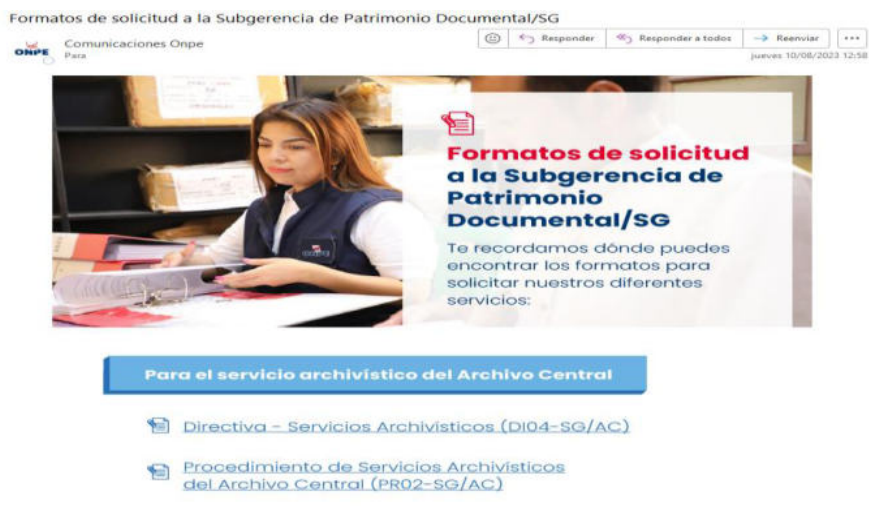 Formatos de solicitud a la Subgerencia de Patrimonio Documental/SG
ONPE
Comunicaciones Onpe
Para
Responder
Responder a todos
Reenviar
...
jueves 10/08/2023 12:58
Formatos de solicitud
a la Subgerencia de
Patrimonio
Documental/SG
Te recordamos dónde puedes
encontrar los formatos para
solicitar nuestros diferentes
servicios:
Para el servicio archivístico del Archivo Central
Directiva - Servicios Archivísticos (DI04-SG/AC)
Procedimiento de Servicios Archivísticos
del Archivo Central (PR02-SG/AC)